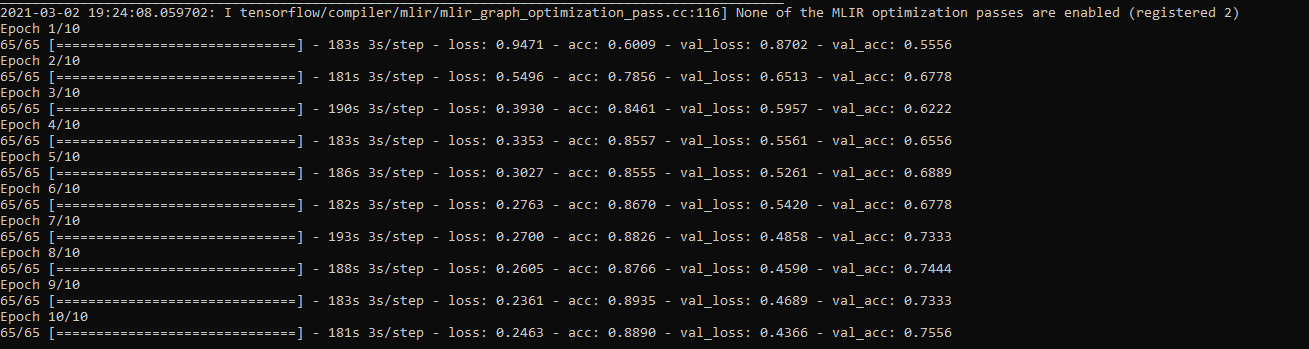 2021-03-02 19:24:08.059702: I tensorflow/compiler/mlir/mlir_graph_optimization_pass.cc:116] None of the MLIR optimization passes are enabled (registered 2)
Epoch 1/10
65/65 [==============================] - 183s 3s/step - loss: 0.9471 - acc: 0.6009 - val_loss: 0.8702 - val_acc: 0.5556
Epoch 2/10
65/65 [==============================] - 181s 3s/step - loss: 0.5496 - acc: 0.7856 - val_loss: 0.6513 - val_acc: 0.6778
Epoch 3/10
65/65 [==============================] - 190s 3s/step - loss: 0.3930 - acc: 0.8461 - val_loss: 0.5957 - val_acc: 0.6222
Epoch 4/10
65/65 [==============================] - 183s 3s/step - loss: 0.3353 - acc: 0.8557 - val_loss: 0.5561 - val_acc: 0.6556
Epoch 5/10
65/65 [==============================] - 186s 3s/step - loss: 0.3027 - acc: 0.8555 - val_loss: 0.5261 - val_acc: 0.6889
Epoch 6/10
65/65 [==============================] - 182s 3s/step - loss: 0.2763 - acc: 0.8670 - val_loss: 0.5420 - val_acc: 0.6778
Epoch 7/10
65/65 [==============================] - 193s 3s/step - loss: 0.2700 - acc: 0.8826 - val_loss: 0.4858 - val_acc: 0.7333
Epoch 8/10
65/65 [==============================] - 188s 3s/step - loss: 0.2605 - acc: 0.8766 - val_loss: 0.4590 - val_acc: 0.7444
Epoch 9/10
65/65 [==============================] - 183s 3s/step - loss: 0.2361 - acc: 0.8935 - val_loss: 0.4689 - val_acc: 0.7333
Epoch 10/10
65/65 [==============================] - 181s 3s/step - loss: 0.2463 - acc: 0.8890 - val_loss: 0.4366 - val_acc: 0.7556